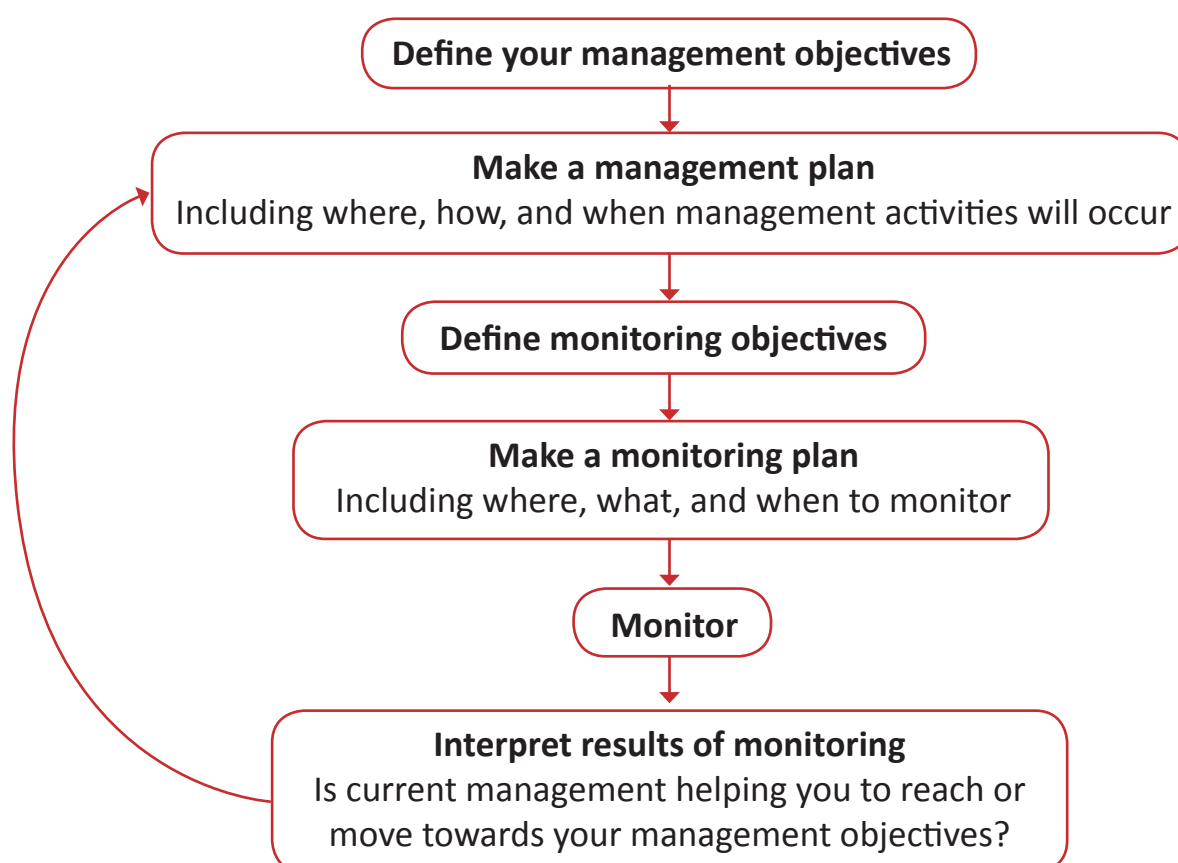 Define your management objectives
Make a management plan
Including where, how, and when management activities will occur
Define monitoring objectives
Make a monitoring plan
Including where, what, and when to monitor
Monitor
Interpret results of monitoring
Is current management helping you to reach or
move towards your management objectives?